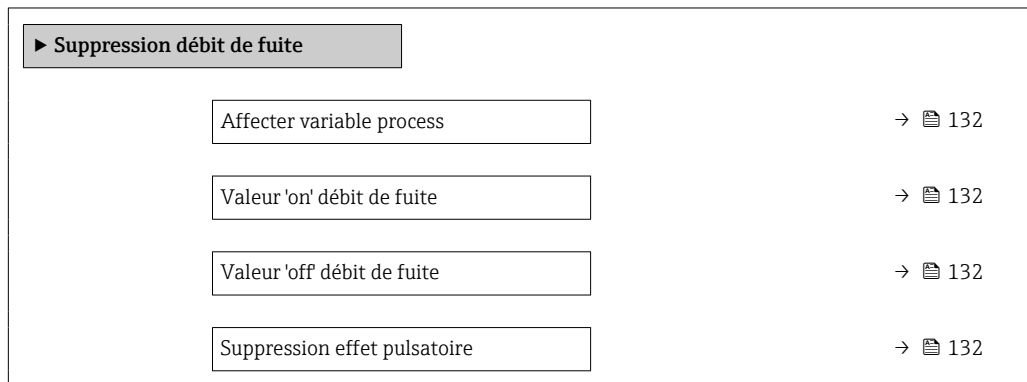 ▶ Suppression débit de fuite
Affecter variable process → 132
Valeur 'on' débit de fuite → 132
Valeur 'off' débit de fuite → 132
Suppression effet pulsatoire → 132